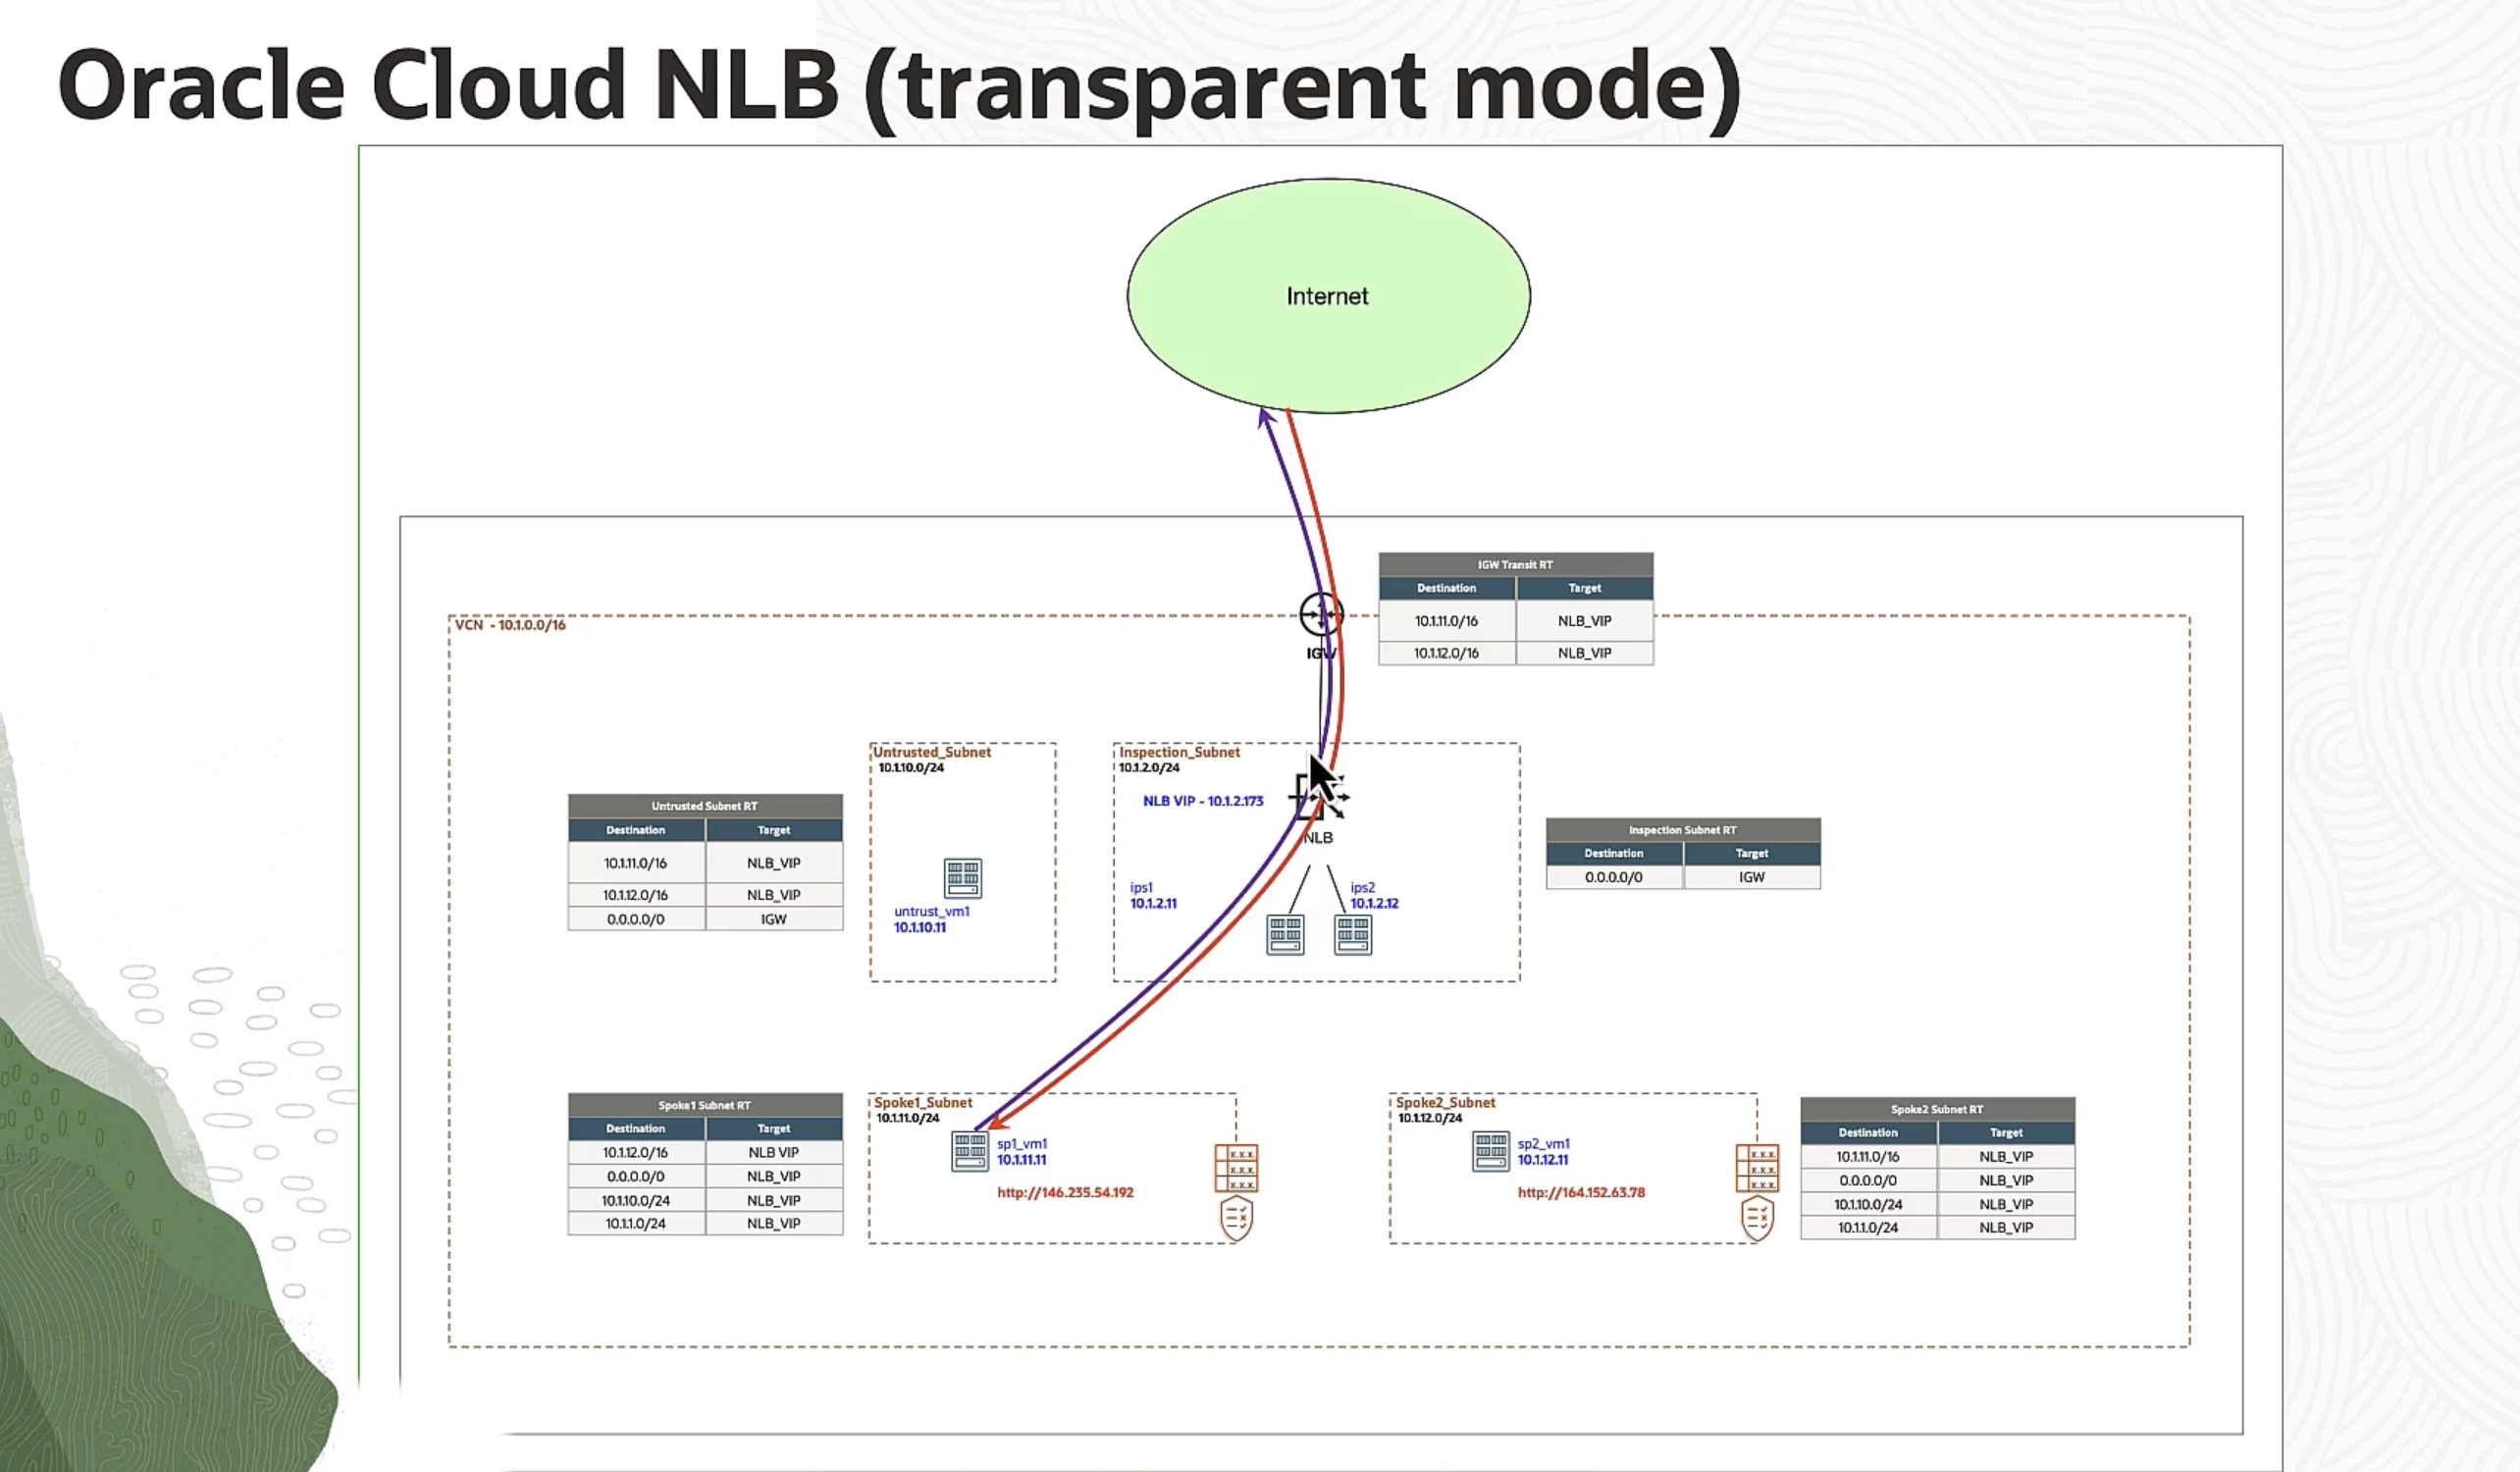 Oracle Cloud NLB (transparent mode)
Internet
IGW Transit RT
Destination Target
10.1.11.0/16 NLB_VIP
10.1.12.0/16 NLB_VIP
VCN - 10.1.0.0/16
IGW
Untrusted_Subnet
10.1.10.0/24
untrust_vm1
10.1.10.11
Inspection_Subnet
10.1.2.0/24
NLB VIP - 10.1.2.173
NLB
ips1
10.1.2.11
ips2
10.1.2.12
Untrusted Subnet RT
Destination Target
10.1.11.0/16 NLB_VIP
10.1.12.0/16 NLB_VIP
0.0.0.0/0 IGW
Inspection Subnet RT
Destination Target
0.0.0.0/0 IGW
Spoke1 Subnet RT
Destination Target
10.1.12.0/16 NLB VIP
0.0.0.0/0 NLB_VIP
10.1.10.0/24 NLB_VIP
10.1.1.0/24 NLB_VIP
Spoke1_Subnet
10.1.11.0/24
sp1_vm1
10.1.11.11
http://146.235.54.192
X.X.X.
X.X.X.
X.X.X.
Spoke2_Subnet
10.1.12.0/24
sp2_vm1
10.1.12.11
http://164.152.63.78
X.X.X.
X.X.X.
X.X.X.
Spoke2 Subnet RT
Destination Target
10.1.11.0/16 NLB_VIP
0.0.0.0/0 NLB_VIP
10.1.10.0/24 NLB_VIP
10.1.1.0/24 NLB_VIP